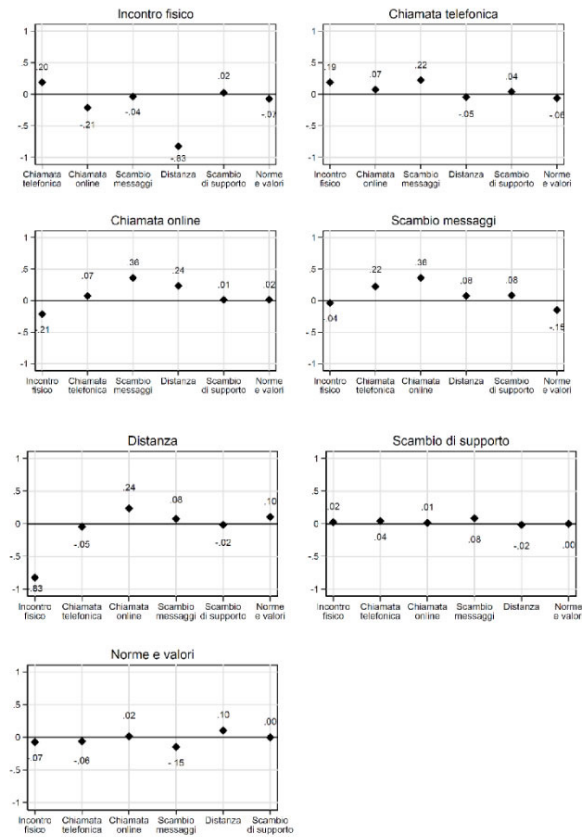 Incontro fisico
1
.5
0
-.5
-1
.20
-.21
-.04
-.83
.02
-.07
Chiamata telefonica
Chiamata online
Scambio messaggi
Distanza
Scambio di supporto
Norme e valori
Chiamata telefonica
1
.5
0
-.5
-1
.19
.07
.22
-.05
.04
-.06
Incontro fisico
Chiamata online
Scambio messaggi
Distanza
Scambio di supporto
Norme e valori
Chiamata online
1
.5
0
-.5
-1
-.21
.07
.36
.24
.01
.02
Incontro fisico
Chiamata telefonica
Scambio messaggi
Distanza
Scambio di supporto
Norme e valori
Scambio messaggi
1
.5
0
-.5
-1
-.04
.22
.36
.08
.08
-.15
Incontro fisico
Chiamata telefonica
Chiamata online
Distanza
Scambio di supporto
Norme e valori
Distanza
1
.5
0
-.5
-1
-.83
-.05
.24
.08
-.02
.10
Incontro fisico
Chiamata telefonica
Chiamata online
Scambio messaggi
Scambio di supporto
Norme e valori
Scambio di supporto
1
.5
0
-.5
-1
.02
.04
.01
.08
-.02
.00
Incontro fisico
Chiamata telefonica
Chiamata online
Scambio messaggi
Distanza
Norme e valori
Norme e valori
1
.5
0
-.5
-1
-.07
-.06
.02
-.15
.10
.00
Incontro fisico
Chiamata telefonica
Chiamata online
Scambio messaggi
Distanza
Scambio di supporto